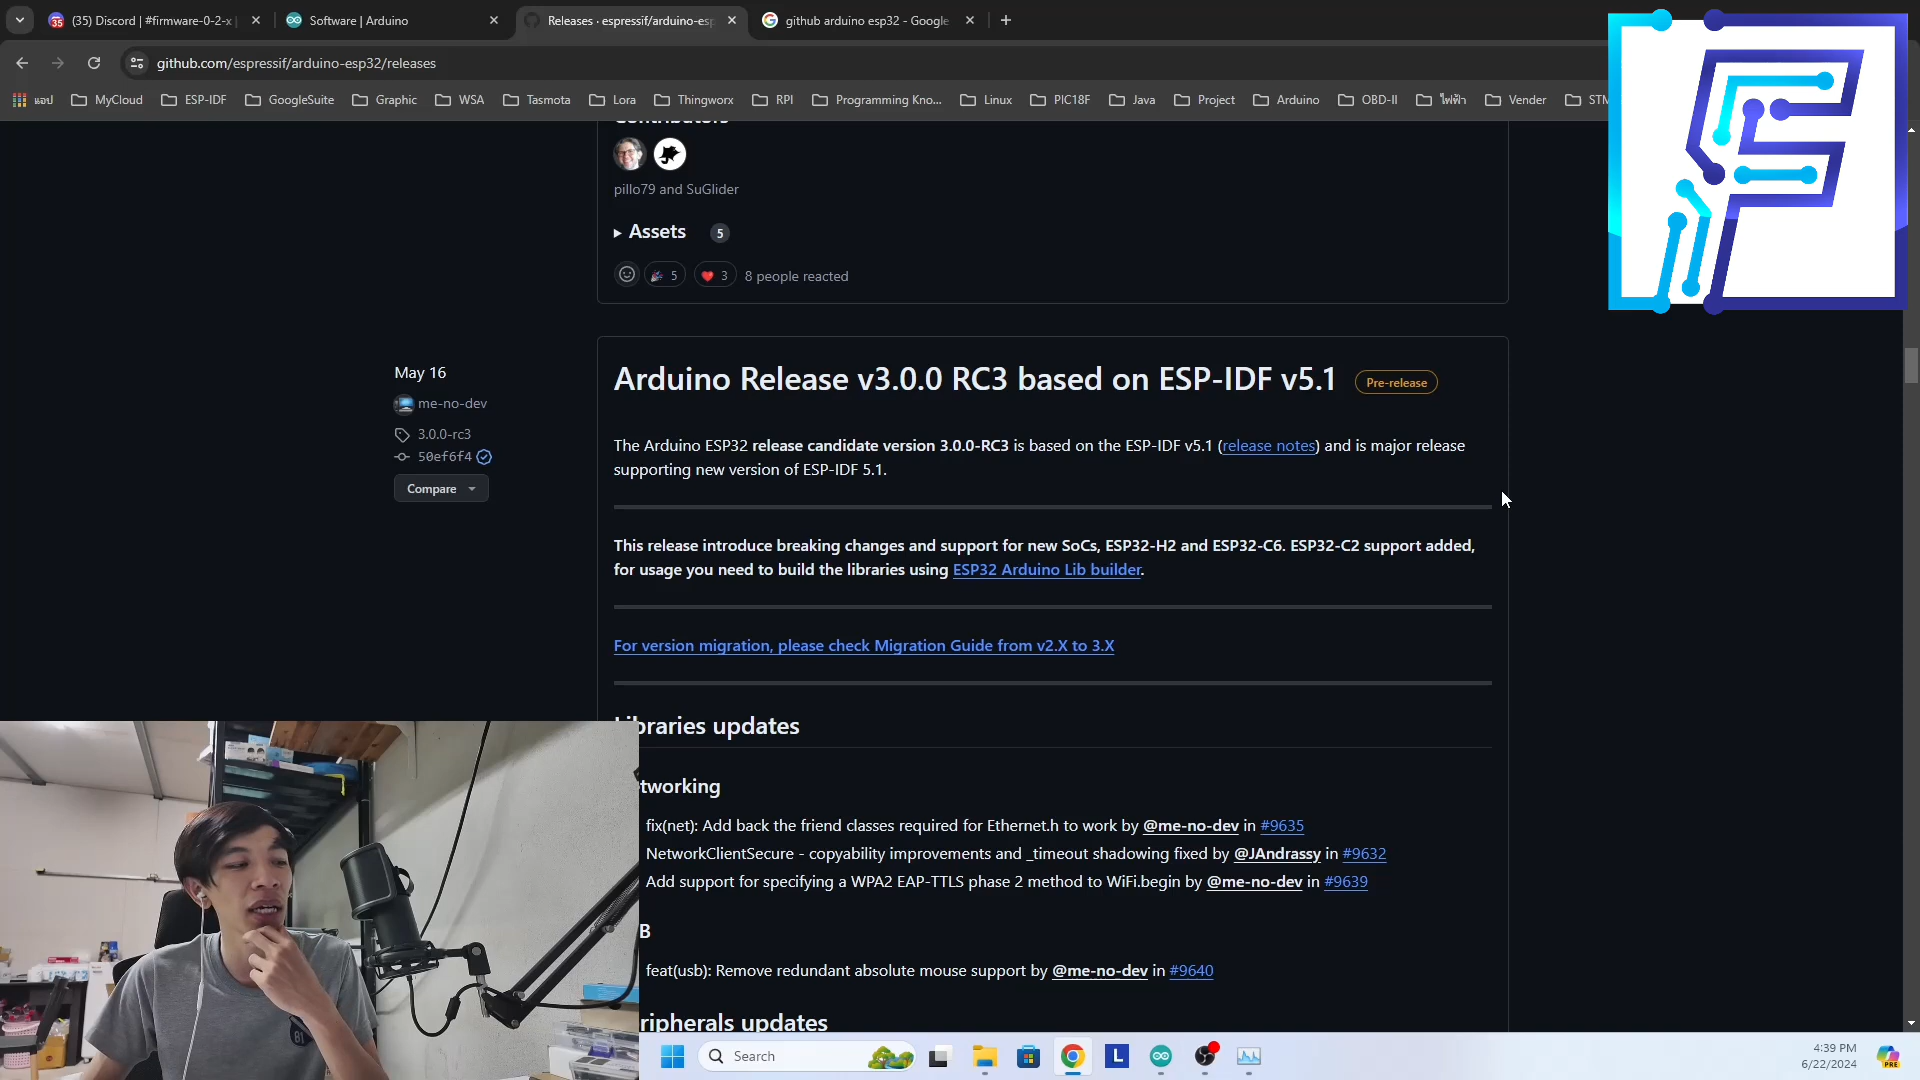 (35) Discord | #firmware-0-2-x |
Software | Arduino
Releases · espressif/arduino-esp
github arduino esp32 - Google
github.com/espressif/arduino-esp32/releases
แอป
MyCloud
ESP-IDF
GoogleSuite
Graphic
WSA
Tasmota
Lora
Thingworx
RPI
Programming Kno...
Linux
PIC18F
Java
Project
Arduino
OBD-II
ไฟฟ้า
Vender
STM
Contributors
pillo79 and SuGlider
Assets 5
5
3
8 people reacted
May 16
me-no-dev
3.0.0-rc3
50ef6f4
Compare
Arduino Release v3.0.0 RC3 based on ESP-IDF v5.1 Pre-release
The Arduino ESP32 release candidate version 3.0.0-RC3 is based on the ESP-IDF v5.1 (release notes) and is major release
supporting new version of ESP-IDF 5.1.
This release introduce breaking changes and support for new SoCs, ESP32-H2 and ESP32-C6. ESP32-C2 support added,
for usage you need to build the libraries using ESP32 Arduino Lib builder.
For version migration, please check Migration Guide from v2.X to 3.X
braries updates
tworking
fix(net): Add back the friend classes required for Ethernet.h to work by @me-no-dev in #9635
NetworkClientSecure - copyability improvements and _timeout shadowing fixed by @JAndrassy in #9632
Add support for specifying a WPA2 EAP-TTLS phase 2 method to WiFi.begin by @me-no-dev in #9639
B
feat(usb): Remove redundant absolute mouse support by @me-no-dev in #9640
ripherals updates
Search
L
4:39 PM
6/22/2024
PRE